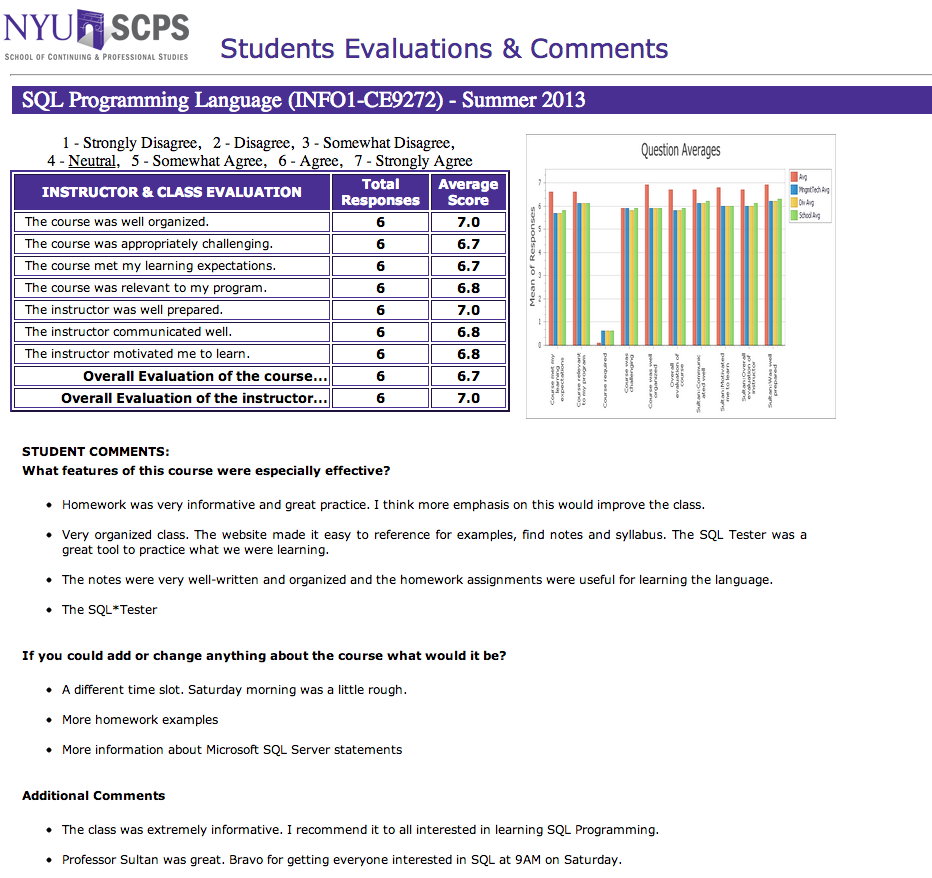 NYU SCPS
SCHOOL OF CONTINUING & PROFESSIONAL STUDIES
Students Evaluations & Comments
SQL Programming Language (INFO1-CE9272) - Summer 2013
1 - Strongly Disagree, 2 - Disagree, 3 - Somewhat Disagree,
4 - Neutral, 5 - Somewhat Agree, 6 - Agree, 7 - Strongly Agree
INSTRUCTOR & CLASS EVALUATION Total Responses Average Score
The course was well organized. 6 7.0
The course was appropriately challenging. 6 6.7
The course met my learning expectations. 6 6.7
The course was relevant to my program. 6 6.8
The instructor was well prepared. 6 7.0
The instructor communicated well. 6 6.8
The instructor motivated me to learn. 6 6.8
Overall Evaluation of the course... 6 6.7
Overall Evaluation of the instructor... 6 7.0
Question Averages
Mean of Responses
7
6
5
4
3
2
1
0
Avg
MngmtTech Avg
Div Avg
School Avg
Course met my learning expectations
Course relevant to my program
Course required
Course was challenging
Course was well organized
Overall evaluation of course
Sultan:Communicated well
Sultan:Motivated me to learn
Sultan:Overall evaluation of instructor
Sultan:Was well prepared
STUDENT COMMENTS:
What features of this course were especially effective?
• Homework was very informative and great practice. I think more emphasis on this would improve the class.
• Very organized class. The website made it easy to reference for examples, find notes and syllabus. The SQL Tester was a
great tool to practice what we were learning.
• The notes were very well-written and organized and the homework assignments were useful for learning the language.
• The SQL*Tester
If you could add or change anything about the course what would it be?
• A different time slot. Saturday morning was a little rough.
• More homework examples
• More information about Microsoft SQL Server statements
Additional Comments
• The class was extremely informative. I recommend it to all interested in learning SQL Programming.
• Professor Sultan was great. Bravo for getting everyone interested in SQL at 9AM on Saturday.